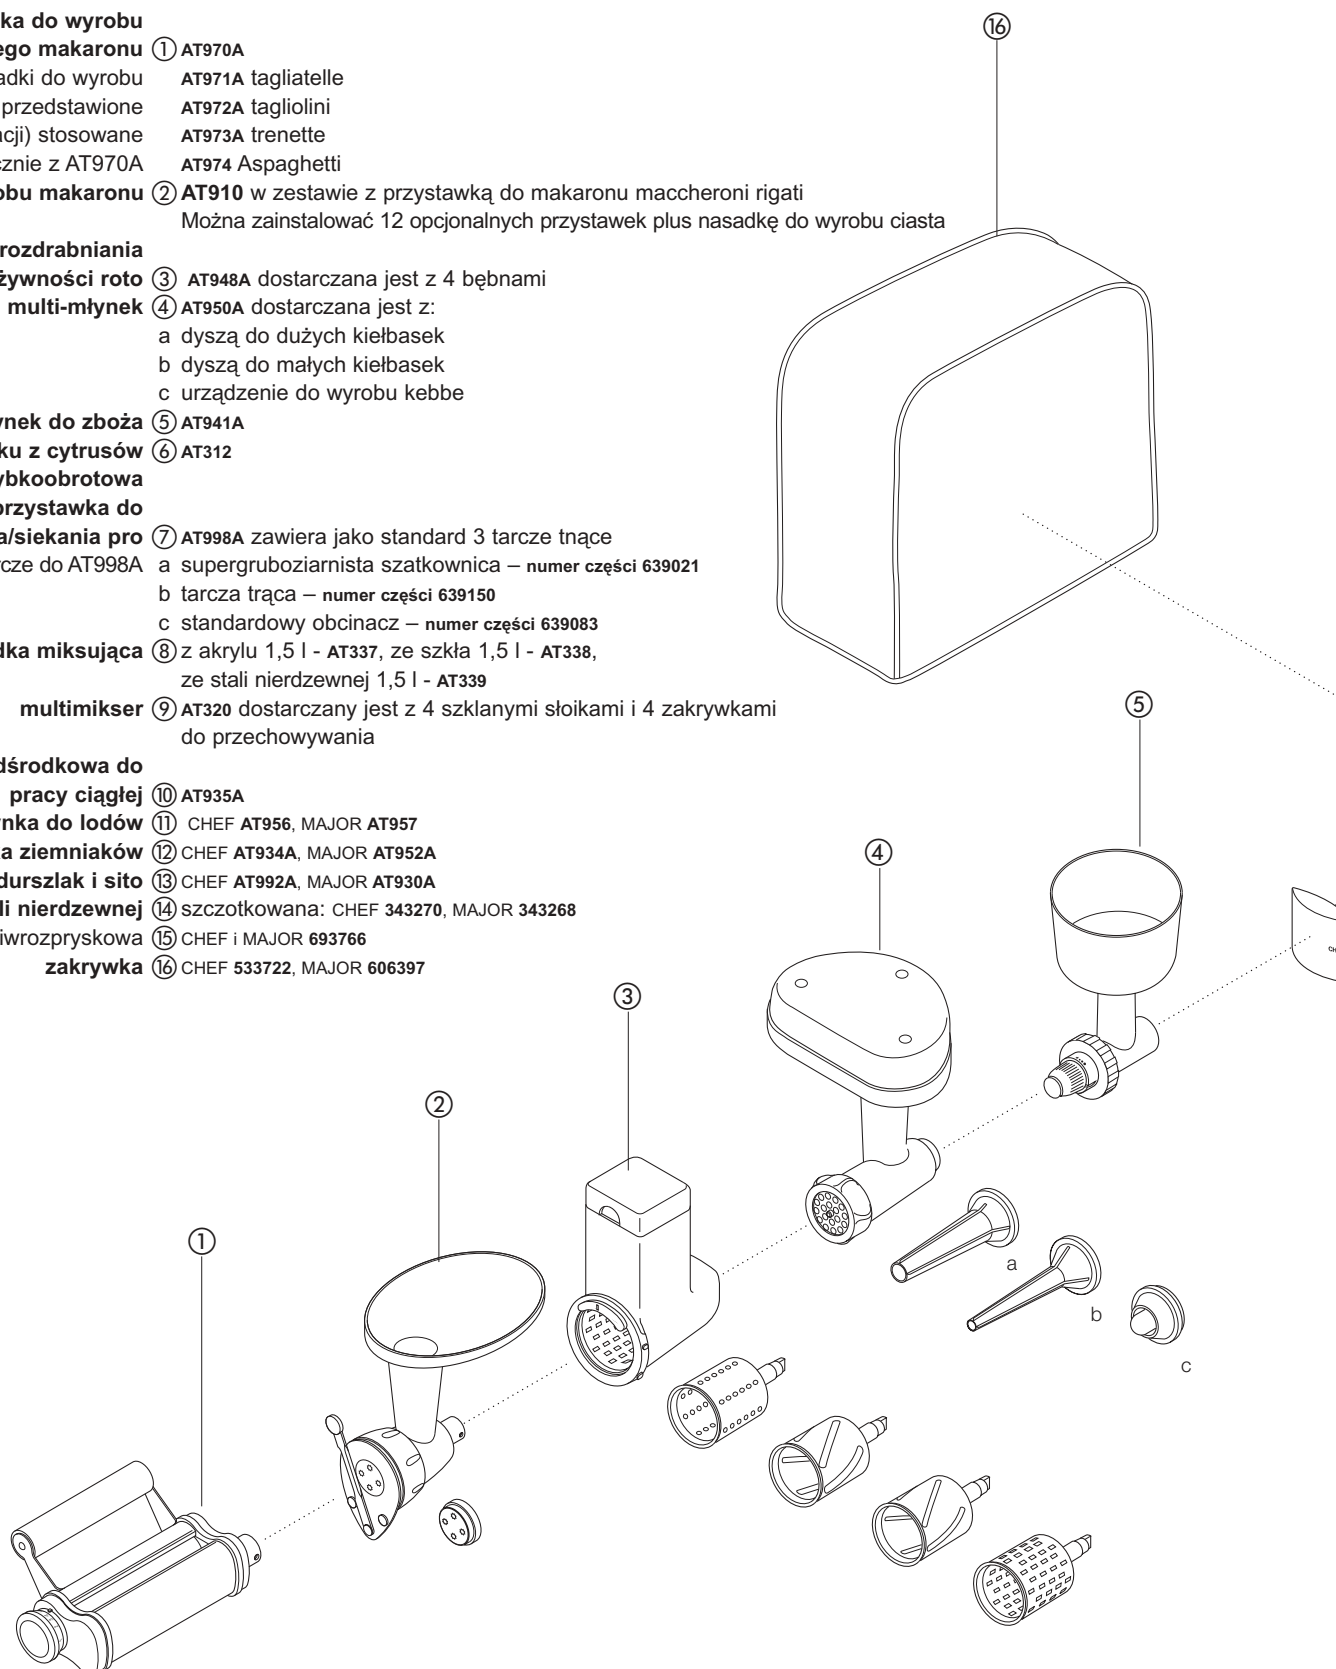 ka do wyrobu
ego makaronu ① AT970A
adki do wyrobu AT971A tagliatelle
przedstawione AT972A tagliolini
acji) stosowane AT973A trenette
cznie z AT970A AT974 Aspaghetti
obu makaronu ② AT910 w zestawie z przystawką do makaronu maccheroni rigati
Można zainstalować 12 opcjonalnych przystawek plus nasadkę do wyrobu ciasta
rozdrabniania
żywności roto ③ AT948A dostarczana jest z 4 bębnami
multi-młynek ④ AT950A dostarczana jest z:
a dyszą do dużych kiełbasek
b dyszą do małych kiełbasek
c urządzenie do wyrobu kebbe
ynek do zboża ⑤ AT941A
ku z cytrusów ⑥ AT312
ybkoobrotowa
przystawka do
a/siekania pro ⑦ AT998A zawiera jako standard 3 tarcze tnące
rcze do AT998A a supergruboziarnista szatkownica – numer części 639021
b tarcza trąca – numer części 639150
c standardowy obcinacz – numer części 639083
dka miksująca ⑧ z akrylu 1,5 l - AT337, ze szkła 1,5 l - AT338,
ze stali nierdzewnej 1,5 l - AT339
multimikser ⑨ AT320 dostarczany jest z 4 szklanymi słoikami i 4 zakrywkami
do przechowywania
dśrodkowa do
pracy ciągłej ⑩ AT935A
ynka do lodów ⑪ CHEF AT956, MAJOR AT957
ka ziemniaków ⑫ CHEF AT934A, MAJOR AT952A
durszlak i sito ⑬ CHEF AT992A, MAJOR AT930A
li nierdzewnej ⑭ szczotkowana: CHEF 343270, MAJOR 343268
iwrozpryskowa ⑮ CHEF i MAJOR 693766
zakrywka ⑯ CHEF 533722, MAJOR 606397
⑯
⑤
④
CH
③
②
①
a
b
c